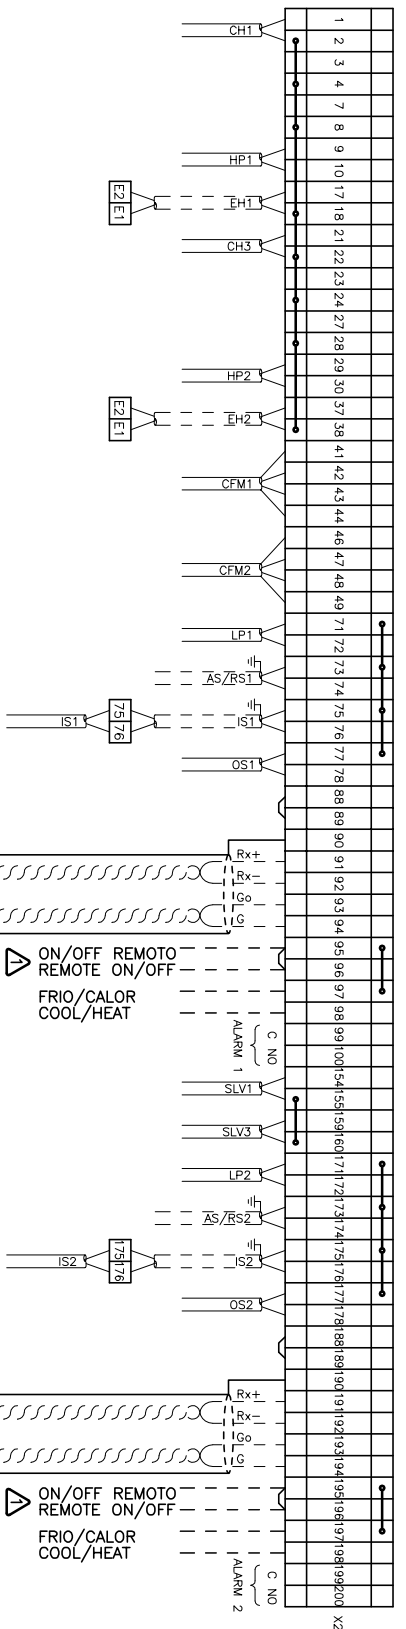 1
CH1
2
3
4
7
8
9
HP1
10
17
E2 E1
EH1
18
21
CH3
22
23
24
27
28
29
HP2
30
37
E2 E1
EH2
38
41
42
CFM1
43
44
46
47
CFM2
48
49
71
LP1
72
73
AS/RS1
74
75
IS1
75 76
IS1
76
77
OS1
78
88
89
90
Rx+
91
Rx-
92
Go
93
G
94
ON/OFF REMOTO
95
1
REMOTE ON/OFF
96
FRIO/CALOR
97
COOL/HEAT
98
C NO
99
ALARM 1
100
154
SLV1
155
159
SLV3
160
171
LP2
172
173
AS/RS2
174
175
IS2
175 176
IS2
176
177
OS2
178
188
189
190
Rx+
191
Rx-
192
Go
193
G
194
ON/OFF REMOTO
195
1
REMOTE ON/OFF
196
FRIO/CALOR
197
COOL/HEAT
198
C NO
199
ALARM 2
200
X2